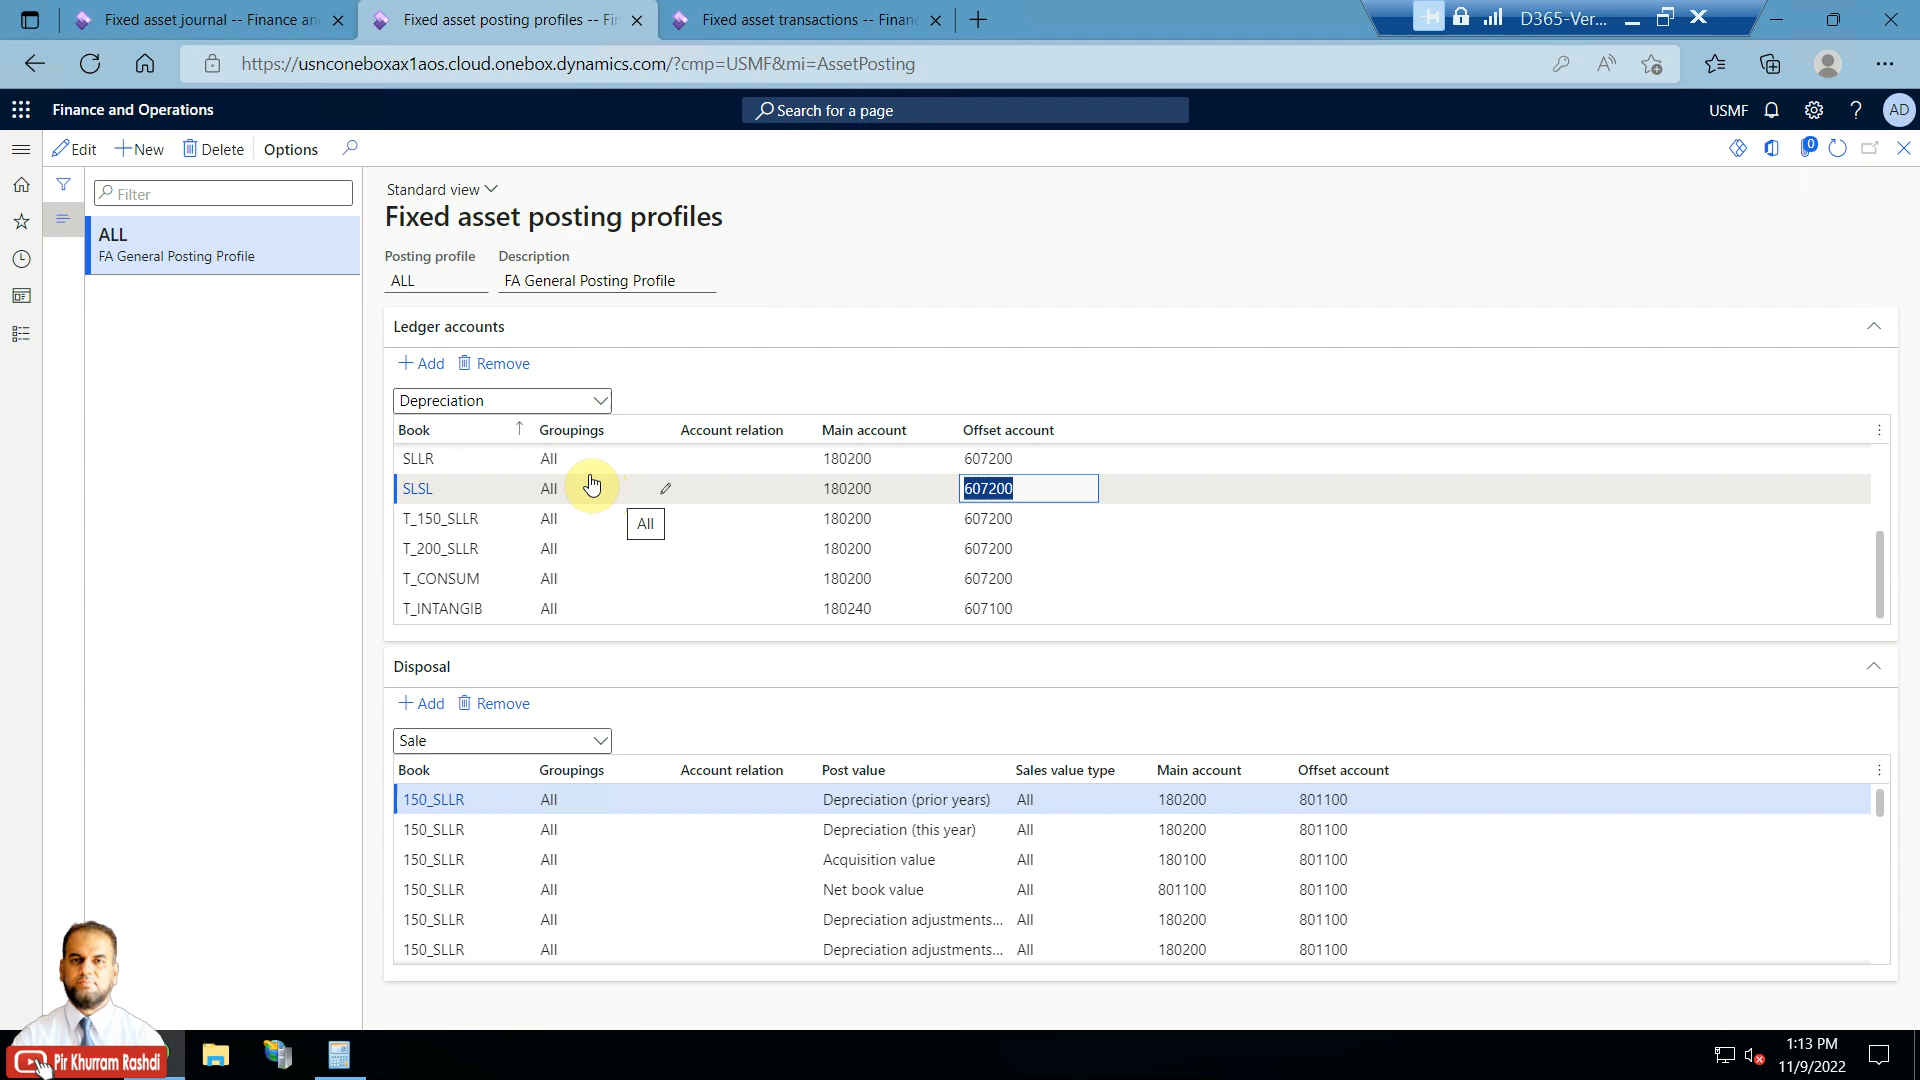 Fixed asset journal -- Finance an
Fixed asset posting profiles -- Fi
Fixed asset transactions -- Financ
D365-Ver...
https://usnconeboxax1aos.cloud.onebox.dynamics.com/?cmp=USMF&mi=AssetPosting
Finance and Operations
Search for a page
USMF
AD
Edit
New
Delete
Options
0
Filter
ALL
FA General Posting Profile
Standard view
Fixed asset posting profiles
Posting profile Description
ALL FA General Posting Profile
Ledger accounts
Add Remove
Depreciation
Book Groupings Account relation Main account Offset account
SLLR All 180200 607200
SLSL All 180200 607200
All
T_150_SLLR All 180200 607200
T_200_SLLR All 180200 607200
T_CONSUM All 180200 607200
T_INTANGIB All 180240 607100
Disposal
Add Remove
Sale
Book Groupings Account relation Post value Sales value type Main account Offset account
150_SLLR All Depreciation (prior years) All 180200 801100
150_SLLR All Depreciation (this year) All 180200 801100
150_SLLR All Acquisition value All 180100 801100
150_SLLR All Net book value All 801100 801100
150_SLLR All Depreciation adjustments... All 180200 801100
150_SLLR All Depreciation adjustments... All 180200 801100
Pir Khurram Rashdi
1:13 PM
11/9/2022